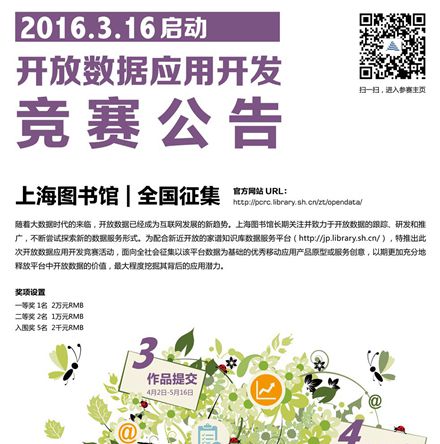 2016.3.16启动
开放数据应用开发
竞赛公告
扫一扫，进入参赛主页
上海图书馆|全国征集
官方网站 URL：
http://pcrc.library.sh.cn/zt/opendata/
随着大数据时代的来临，开放数据已经成为互联网发展的新趋势。上海图书馆长期关注并致力于开放数据的跟踪、研发和推
广，不断尝试探索新的数据服务形式。为配合新近开放的家谱知识库数据服务平台（http://jp.library.sh.cn/），特推出此
次开放数据应用开发竞赛活动，面向全社会征集以该平台数据为基础的优秀移动应用产品原型或服务创意，以期更加充分地
释放平台中开放数据的价值，最大程度挖掘其背后的应用潜力。
奖项设置
一等奖 1名 2万元RMB
二等奖 2名 1万元RMB
入围奖 5名 2千元RMB
3
作品提交
4月2日-5月16日
4
@
@